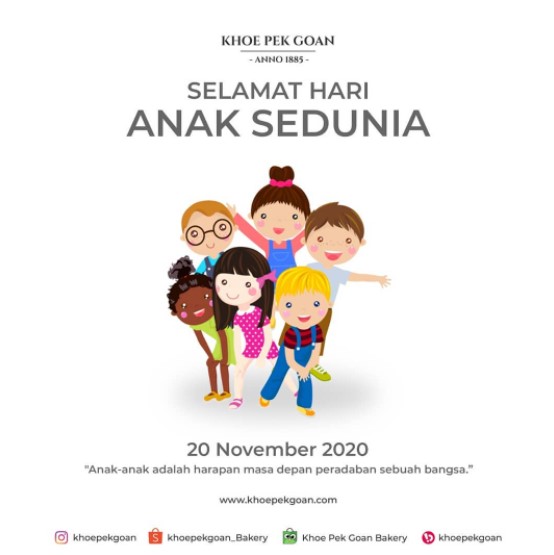 KHOE PEK GOAN
- ANNO 1885 -
SELAMAT HARI
ANAK SEDUNIA
20 November 2020
"Anak-anak adalah harapan masa depan peradaban sebuah bangsa."
www.khoepekgoan.com
khoepekgoan khoepekgoan_Bakery Khoe Pek Goan Bakery khoepekgoan